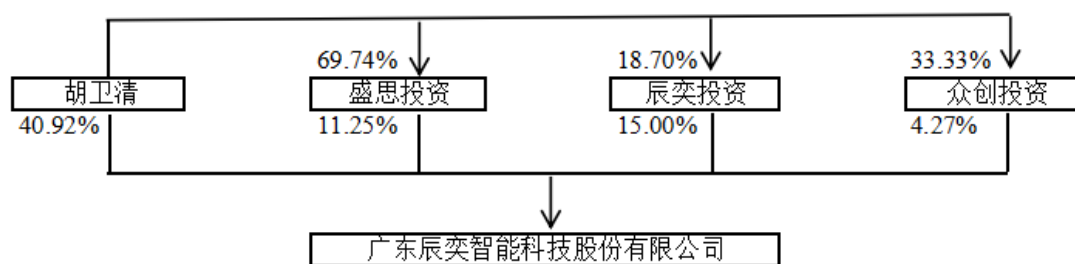 69.74% 18.70% 33.33%
胡卫清 盛思投资 辰奕投资 众创投资
40.92% 11.25% 15.00% 4.27%
广东辰奕智能科技股份有限公司